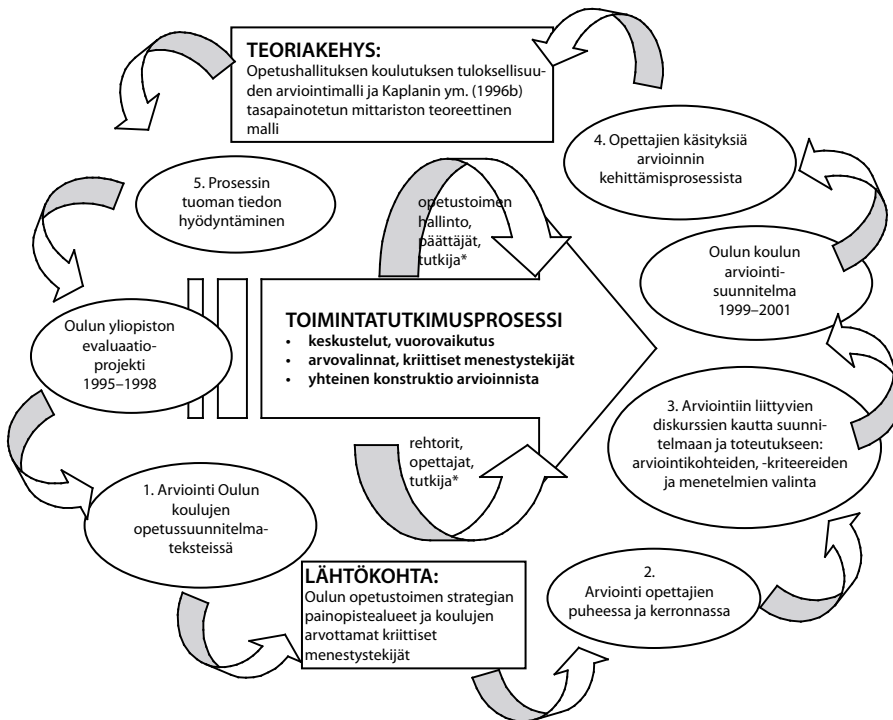 TEORIAKEHYS:
Opetushallituksen koulutuksen tuloksellisuu-
den arviointimalli ja Kaplanin ym. (1996b)
tasapainotetun mittariston teoreettinen
malli
4. Opettajien käsityksiä
arvioinnin
kehittämisprosessista
5. Prosessin
tuoman tiedon
hyödyntäminen
opetustoimen
hallinto,
päättäjät,
tutkija*
Oulun koulun
arviointi-
suunnitelma
1999–2001
Oulun yliopiston
evaluaatio-
projekti
1995–1998
TOIMINTATUTKIMUSPROSESSI
• keskustelut, vuorovaikutus
• arvovalinnat, kriittiset menestystekijät
• yhteinen konstruktio arvioinnista
3. Arviointiin liittyvien
diskurssien kautta suunni-
telmaan ja toteutukseen:
arviointikohteiden, -kriteereiden
ja menetelmien valinta
rehtorit,
opettajat,
tutkija*
1. Arviointi Oulun
koulujen
opetussuunnitelma-
teksteissä
LÄHTÖKOHTA:
Oulun opetustoimen strategian
painopistealueet ja koulujen
arvottamat kriittiset
menestystekijät
2.
Arviointi opettajien
puheessa ja kerronnassa